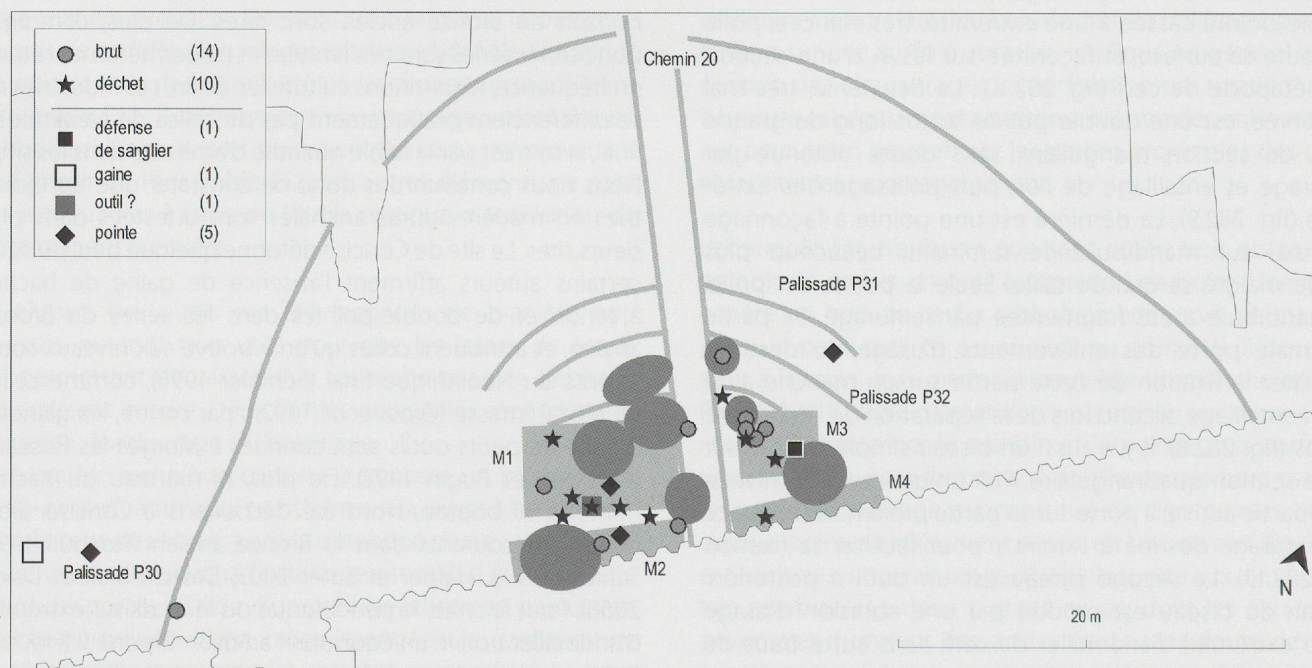 brut (14)
déchet (10)
défense (1)
de sanglier
gaine (1)
outil ? (1)
pointe (5)
Chemin 20
Palissade P31
Palissade P32
M1
M3
M4
M2
Palissade P30
N
20 m